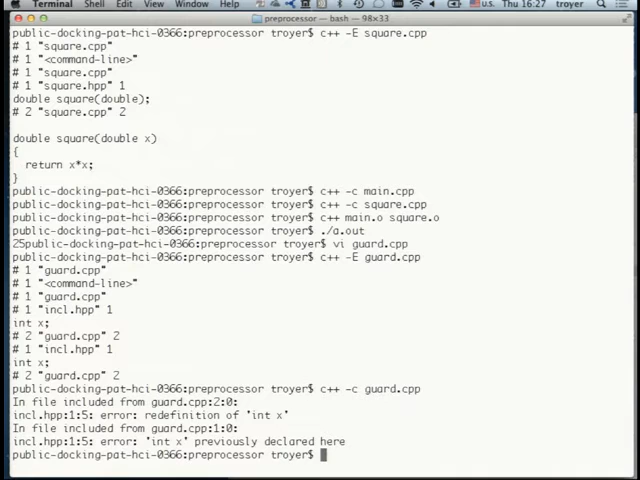 Terminal Shell Edit View Window Help U.S. Thu 16:27 troyer
preprocessor — bash — 98×33
public-docking-pat-hci-0366:preprocessor troyer$ c++ -E square.cpp
# 1 "square.cpp"
# 1 "<command-line>"
# 1 "square.cpp"
# 1 "square.hpp" 1
double square(double);
# 2 "square.cpp" 2
double square(double x)
{
return x*x;
}
public-docking-pat-hci-0366:preprocessor troyer$ c++ -c main.cpp
public-docking-pat-hci-0366:preprocessor troyer$ c++ -c square.cpp
public-docking-pat-hci-0366:preprocessor troyer$ c++ main.o square.o
public-docking-pat-hci-0366:preprocessor troyer$ ./a.out
25public-docking-pat-hci-0366:preprocessor troyer$ vi guard.cpp
public-docking-pat-hci-0366:preprocessor troyer$ c++ -E guard.cpp
# 1 "guard.cpp"
# 1 "<command-line>"
# 1 "guard.cpp"
# 1 "incl.hpp" 1
int x;
# 2 "guard.cpp" 2
# 1 "incl.hpp" 1
int x;
# 2 "guard.cpp" 2
public-docking-pat-hci-0366:preprocessor troyer$ c++ -c guard.cpp
In file included from guard.cpp:2:0:
incl.hpp:1:5: error: redefinition of 'int x'
In file included from guard.cpp:1:0:
incl.hpp:1:5: error: 'int x' previously declared here
public-docking-pat-hci-0366:preprocessor troyer$